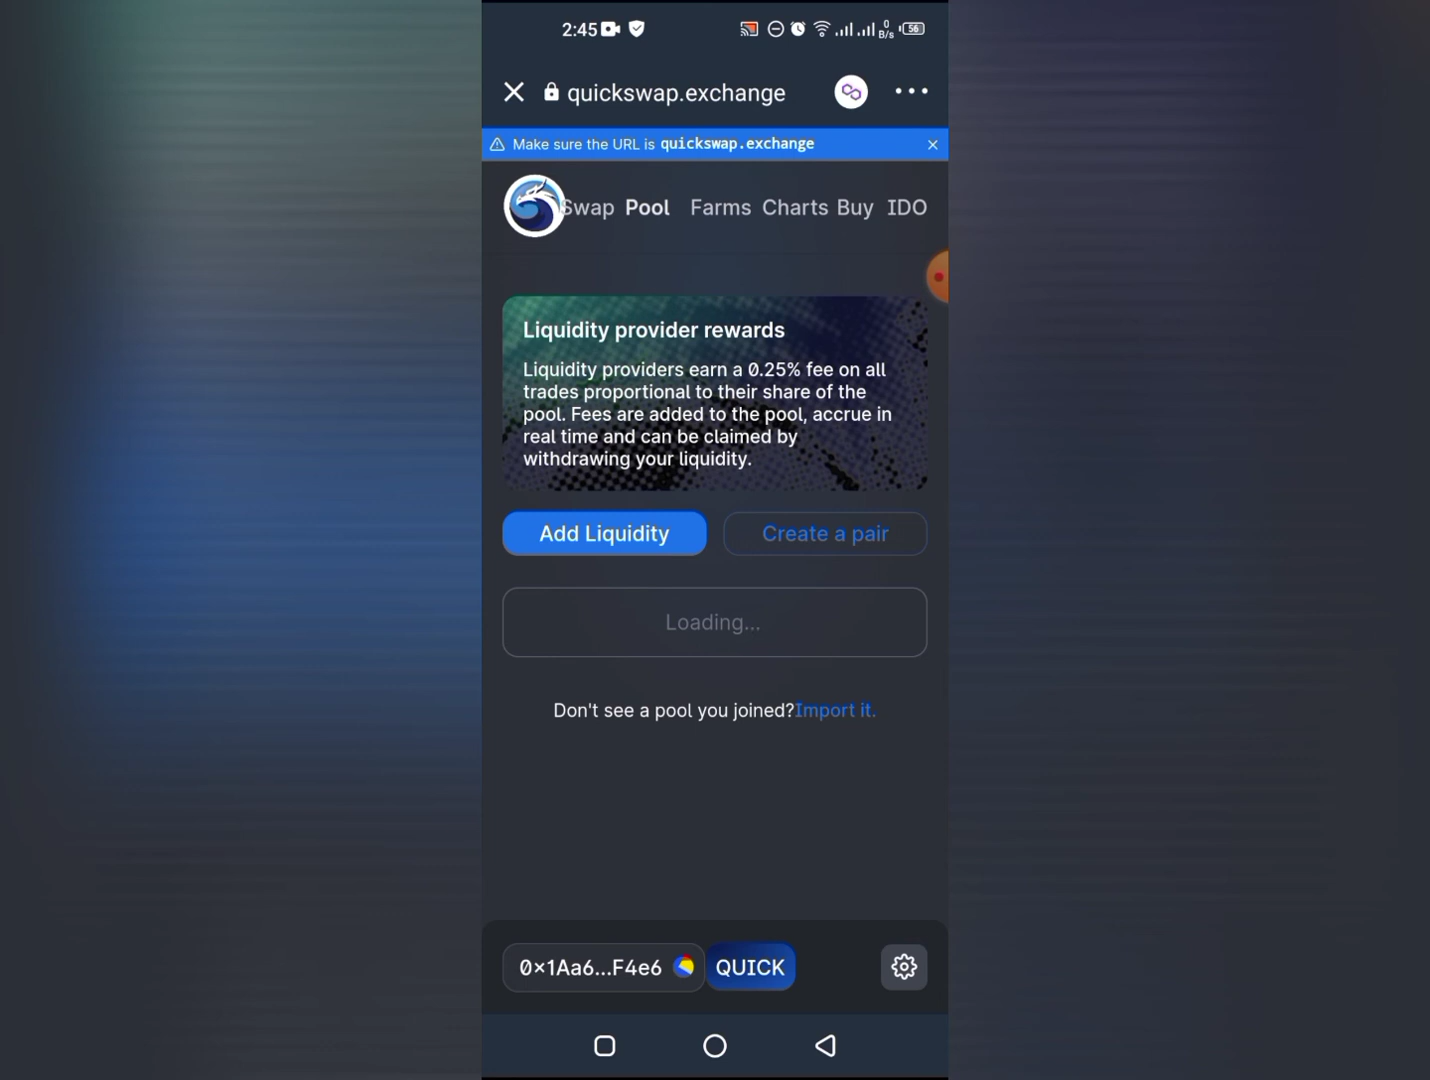 2:45 0 B/s 56
quickswap.exchange
Make sure the URL is quickswap.exchange
Swap Pool Farms Charts Buy IDO
Liquidity provider rewards
Liquidity providers earn a 0.25% fee on all
trades proportional to their share of the
pool. Fees are added to the pool, accrue in
real time and can be claimed by
withdrawing your liquidity.
Add Liquidity Create a pair
Loading...
Don't see a pool you joined?Import it.
0x1Aa6...F4e6 QUICK